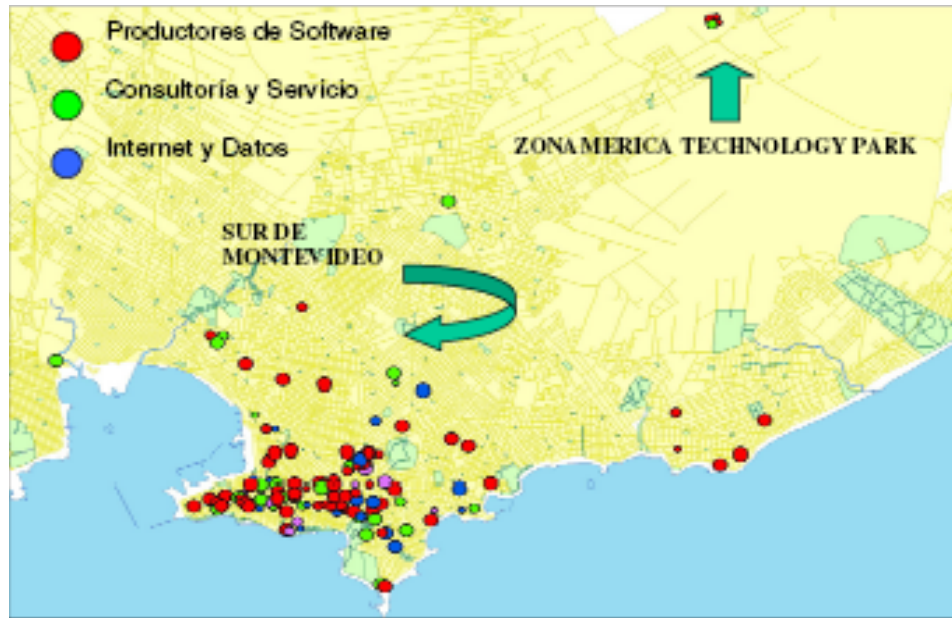 Productores de Software
Consultoría y Servicio
Internet y Datos
ZONAMERICA TECHNOLOGY PARK
SUR DE
MONTEVIDEO